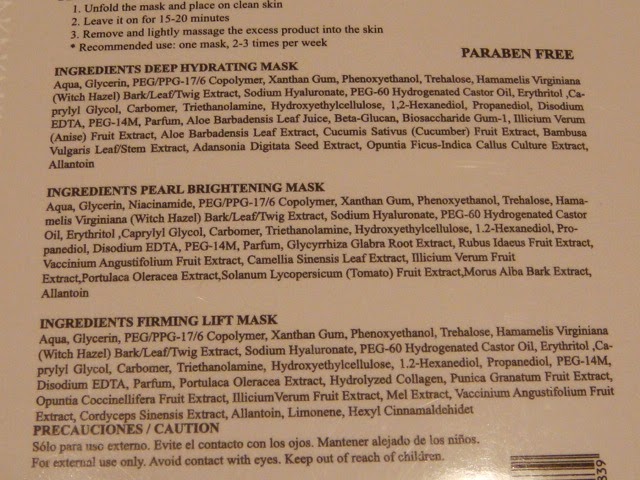 1. Unfold the mask and place on clean skin
2. Leave it on for 15-20 minutes
3. Remove and lightly massage the excess product into the skin
* Recommended use: one mask, 2-3 times per week
PARABEN FREE
INGREDIENTS DEEP HYDRATING MASK
Aqua, Glycerin, PEG/PPG-17/6 Copolymer, Xanthan Gum, Phenoxyethanol, Trehalose, Hamamelis Virginiana
(Witch Hazel) Bark/Leaf/Twig Extract, Sodium Hyaluronate, PEG-60 Hydrogenated Castor Oil, Erythritol ,Ca-
prylyl Glycol, Carbomer, Triethanolamine, Hydroxyethylcellulose, 1,2-Hexanediol, Propanediol, Disodium
EDTA, PEG-14M, Parfum, Aloe Barbadensis Leaf Juice, Beta-Glucan, Biosaccharide Gum-1, Illicium Verum
(Anise) Fruit Extract, Aloe Barbadensis Leaf Extract, Cucumis Sativus (Cucumber) Fruit Extract, Bambusa
Vulgaris Leaf/Stem Extract, Adansonia Digitata Seed Extract, Opuntia Ficus-Indica Callus Culture Extract,
Allantoin
INGREDIENTS PEARL BRIGHTENING MASK
Aqua, Glycerin, Niacinamide, PEG/PPG-17/6 Copolymer, Xanthan Gum, Phenoxyethanol, Trehalose, Hama-
melis Virginiana (Witch Hazel) Bark/Leaf/Twig Extract, Sodium Hyaluronate, PEG-60 Hydrogenated Castor
Oil, Erythritol ,Caprylyl Glycol, Carbomer, Triethanolamine, Hydroxyethylcellulose, 1.2-Hexanediol, Pro-
panediol, Disodium EDTA, PEG-14M, Parfum, Glycyrrhiza Glabra Root Extract, Rubus Idaeus Fruit Extract,
Vaccinium Angustifolium Fruit Extract, Camellia Sinensis Leaf Extract, Illicium Verum Fruit
Extract,Portulaca Oleracea Extract,Solanum Lycopersicum (Tomato) Fruit Extract,Morus Alba Bark Extract,
Allantoin
INGREDIENTS FIRMING LIFT MASK
Aqua, Glycerin, PEG/PPG-17/6 Copolymer, Xanthan Gum, Phenoxyethanol, Trehalose, Hamamelis Virginiana
(Witch Hazel) Bark/Leaf/Twig Extract, Sodium Hyaluronate, PEG-60 Hydrogenated Castor Oil, Erythritol ,Ca-
prylyl Glycol, Carbomer, Triethanolamine, Hydroxyethylcellulose, 1.2-Hexanediol, Propanediol, PEG-14M,
Disodium EDTA, Parfum, Portulaca Oleracea Extract, Hydrolyzed Collagen, Punica Granatum Fruit Extract,
Opuntia Coccinellifera Fruit Extract, IlliciumVerum Fruit Extract, Mel Extract, Vaccinium Angustifolium Fruit
Extract, Cordyceps Sinensis Extract, Allantoin, Limonene, Hexyl Cinnamaldehidet
PRECAUCIONES / CAUTION
Sólo para uso externo. Evite el contacto con los ojos. Mantener alejado de los niños.
For external use only. Avoid contact with eyes. Keep out of reach of children.